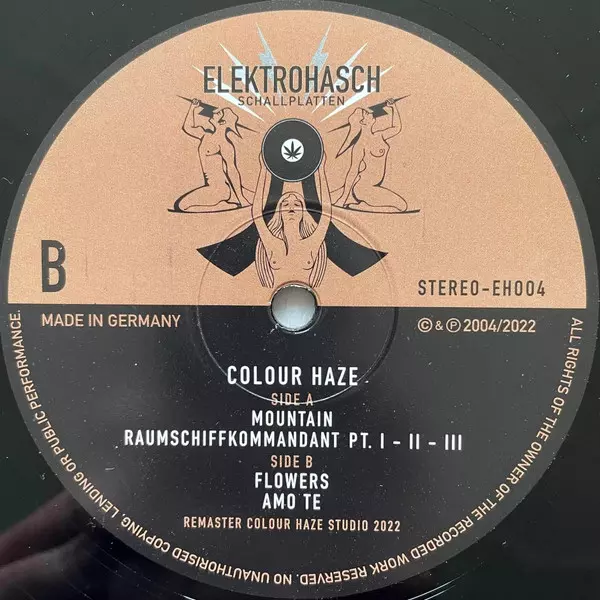 ELEKTROHASCH
SCHALLPLATTEN
B
STEREO-EH004
MADE IN GERMANY
© & ℗ 2004/2022
COLOUR HAZE
SIDE A
MOUNTAIN
RAUMSCHIFFKOMMANDANT PT. I - II - III
SIDE B
FLOWERS
AMO TE
REMASTER COLOUR HAZE STUDIO 2022
ALL RIGHTS OF THE OWNER OF THE RECORDED WORK RESERVED. NO UNAUTHORISED COPYING, LENDING OR PUBLIC PERFORMANCE.